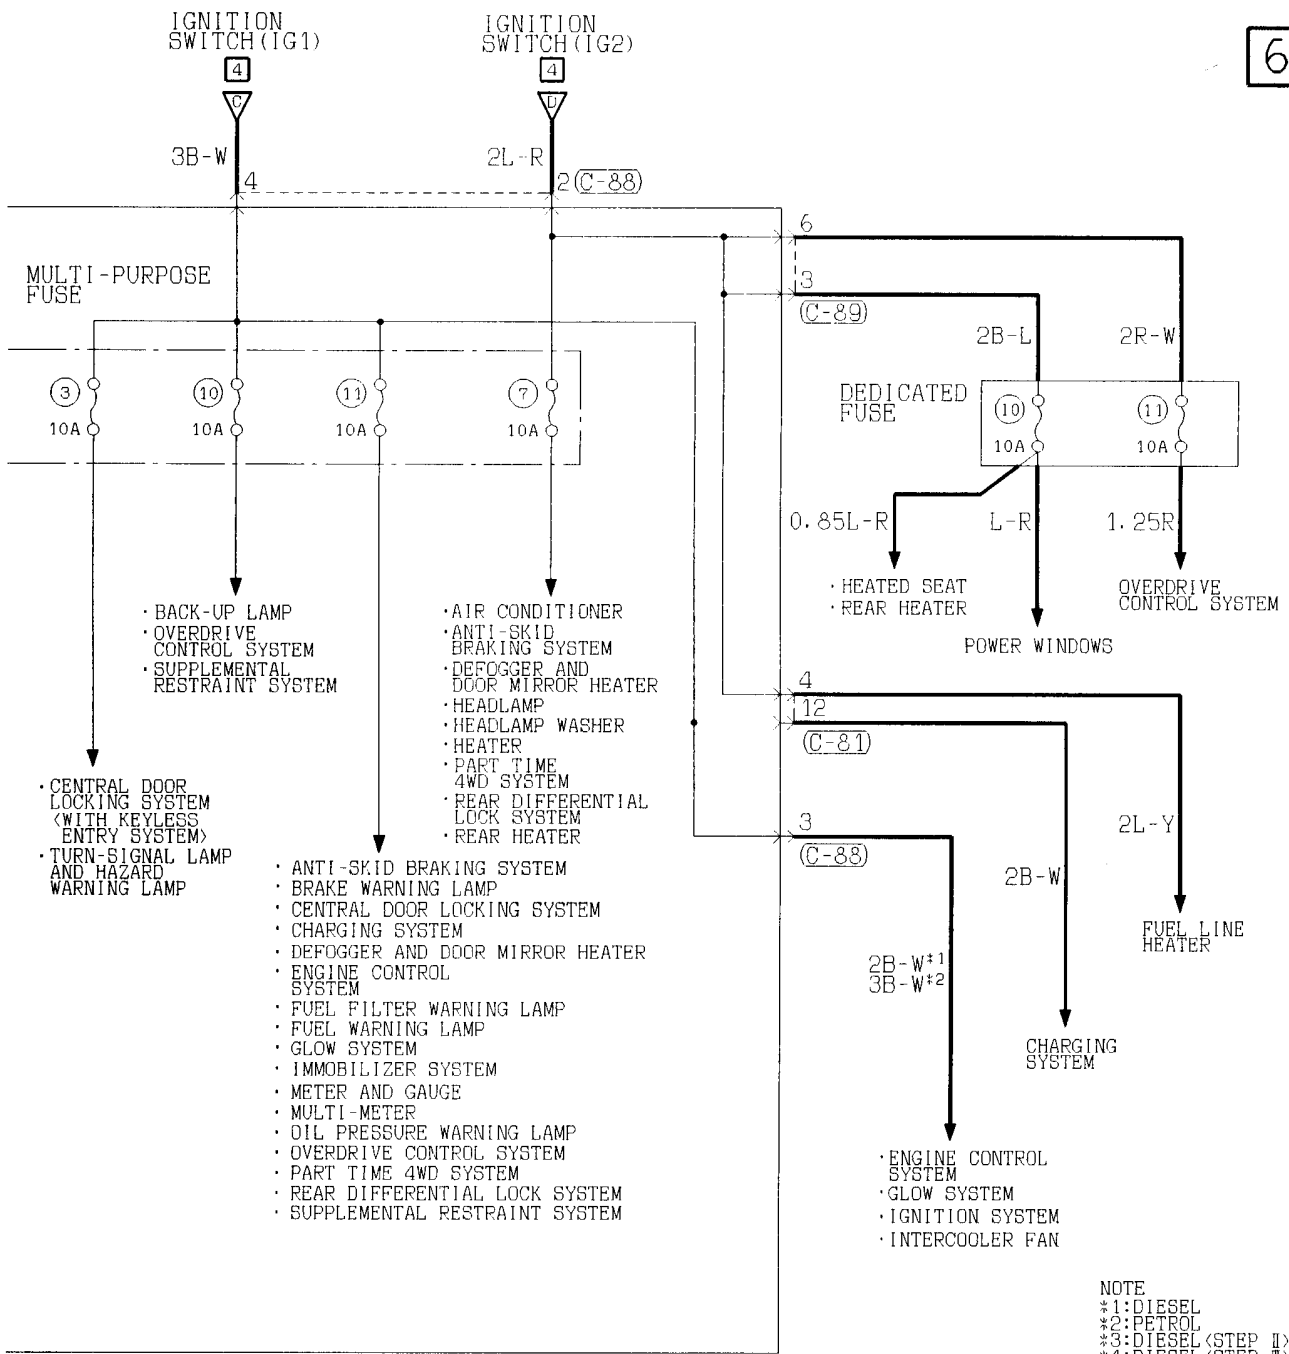 IGNITION
SWITCH(IG1)
4
C
3B-W
4
IGNITION
SWITCH(IG2)
4
D
2L-R
2(C-88)
6
MULTI-PURPOSE
FUSE
3
10A
10
10A
11
10A
7
10A
6
3
(C-89)
2B-L
2R-W
DEDICATED
FUSE
10
10A
11
10A
0.85L-R
L-R
1.25R
· HEATED SEAT
· REAR HEATER
POWER WINDOWS
OVERDRIVE
CONTROL SYSTEM
· BACK-UP LAMP
· OVERDRIVE
CONTROL SYSTEM
· SUPPLEMENTAL
RESTRAINT SYSTEM
· AIR CONDITIONER
· ANTI-SKID
BRAKING SYSTEM
· DEFOGGER AND
DOOR MIRROR HEATER
· HEADLAMP
· HEADLAMP WASHER
· HEATER
· PART TIME
4WD SYSTEM
· REAR DIFFERENTIAL
LOCK SYSTEM
· REAR HEATER
· CENTRAL DOOR
LOCKING SYSTEM
<WITH KEYLESS
ENTRY SYSTEM>
· TURN-SIGNAL LAMP
AND HAZARD
WARNING LAMP
· ANTI-SKID BRAKING SYSTEM
· BRAKE WARNING LAMP
· CENTRAL DOOR LOCKING SYSTEM
· CHARGING SYSTEM
· DEFOGGER AND DOOR MIRROR HEATER
· ENGINE CONTROL
SYSTEM
· FUEL FILTER WARNING LAMP
· FUEL WARNING LAMP
· GLOW SYSTEM
· IMMOBILIZER SYSTEM
· METER AND GAUGE
· MULTI-METER
· OIL PRESSURE WARNING LAMP
· OVERDRIVE CONTROL SYSTEM
· PART TIME 4WD SYSTEM
· REAR DIFFERENTIAL LOCK SYSTEM
· SUPPLEMENTAL RESTRAINT SYSTEM
4
12
(C-81)
3
(C-88)
2L-Y
2B-W
FUEL LINE
HEATER
2B-W*1
3B-W*2
CHARGING
SYSTEM
· ENGINE CONTROL
SYSTEM
· GLOW SYSTEM
· IGNITION SYSTEM
· INTERCOOLER FAN
NOTE
*1:DIESEL
*2:PETROL
*3:DIESEL<STEP Ⅱ>
*4:DIESEL<STEP Ⅲ>